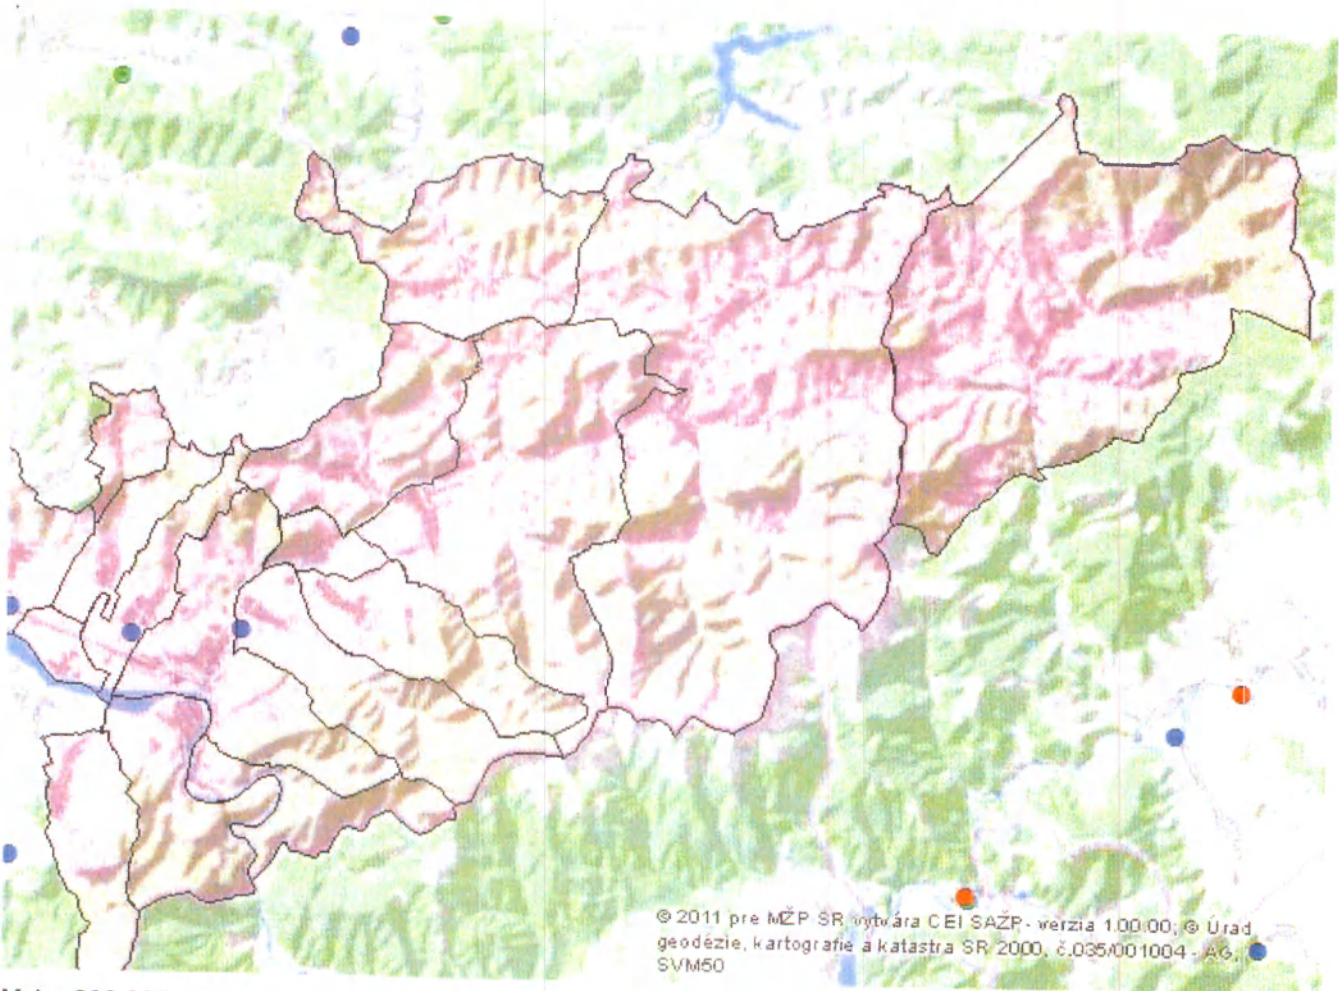 © 2011 pre MŽP SR vytvára CEI SAŽP - verzia 1.00.00; © Úrad
geodézie, kartografie a katastra SR 2000, č.035/001004 - AG,
SVM50